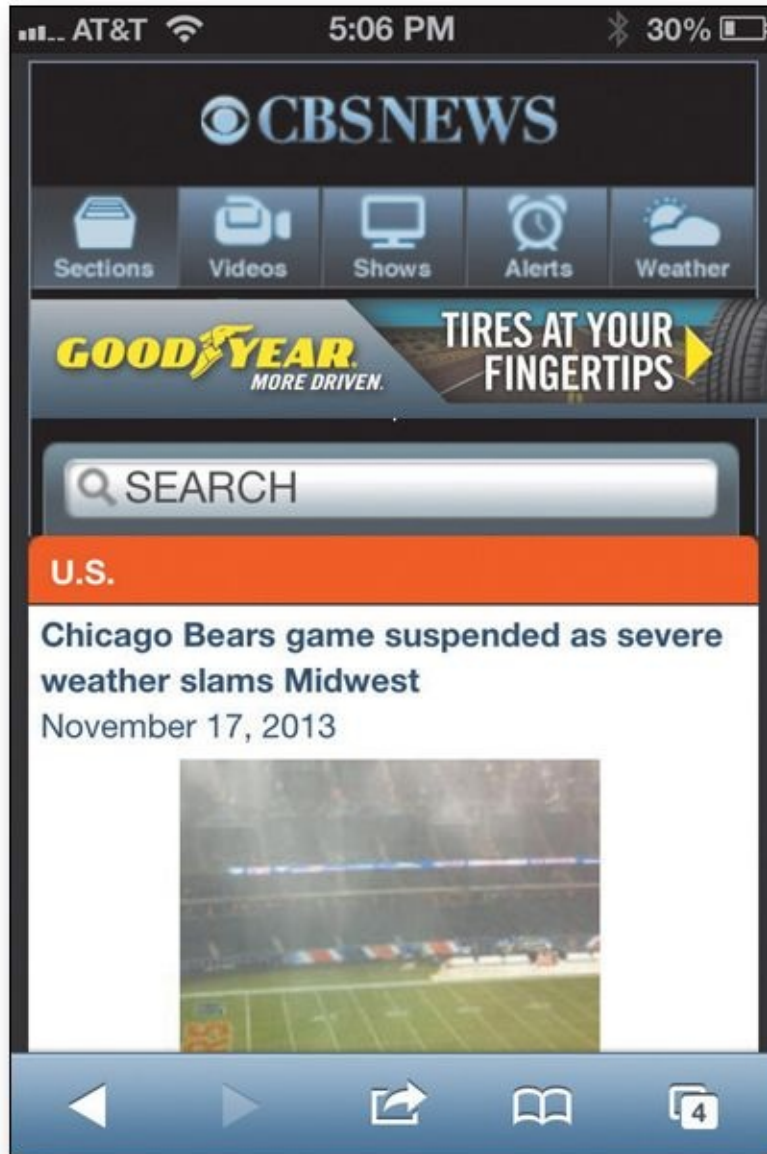 AT&T 5:06 PM 30%
CBSNEWS
Sections Videos Shows Alerts Weather
GOODYEAR. TIRES AT YOUR
MORE DRIVEN. FINGERTIPS
SEARCH
U.S.
Chicago Bears game suspended as severe
weather slams Midwest
November 17, 2013
4